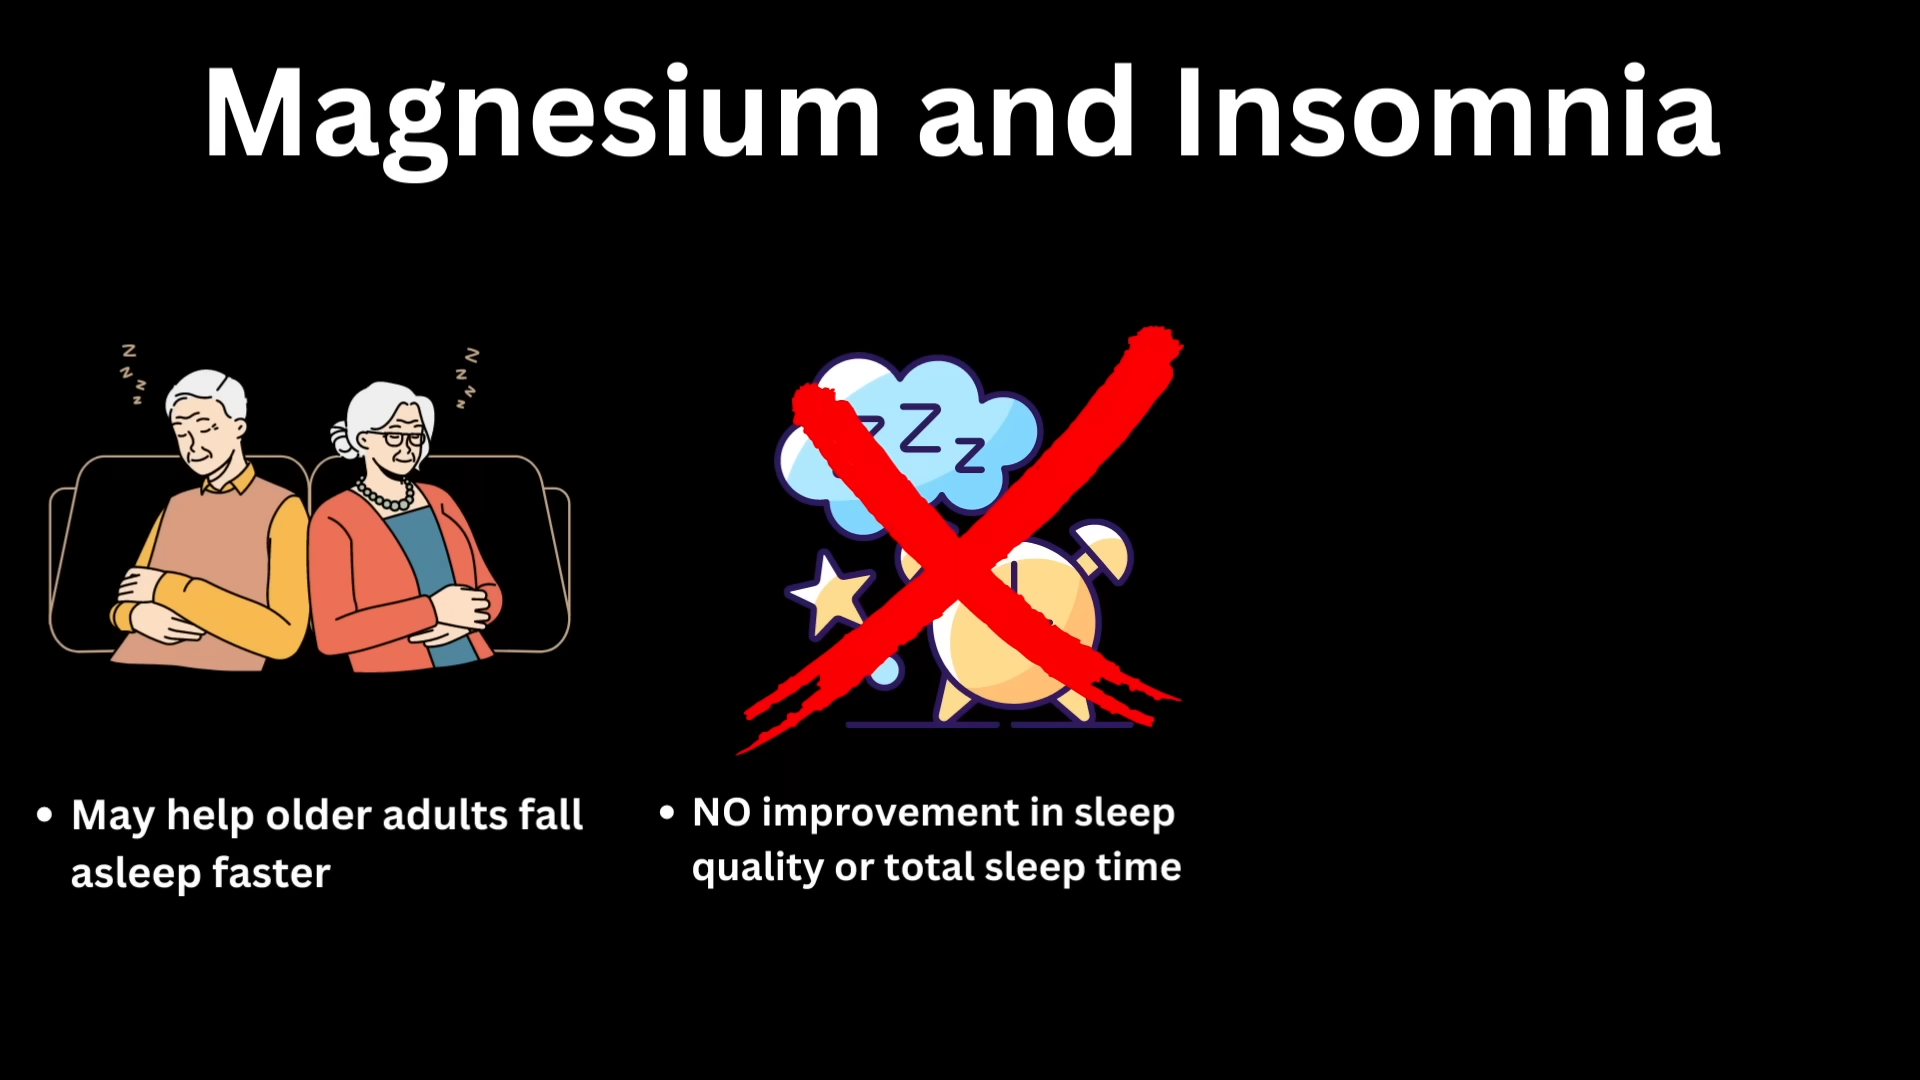 Magnesium and Insomnia
z
z
z
z
z
z
z
z
z
Z
z
• May help older adults fall
asleep faster
• NO improvement in sleep
quality or total sleep time